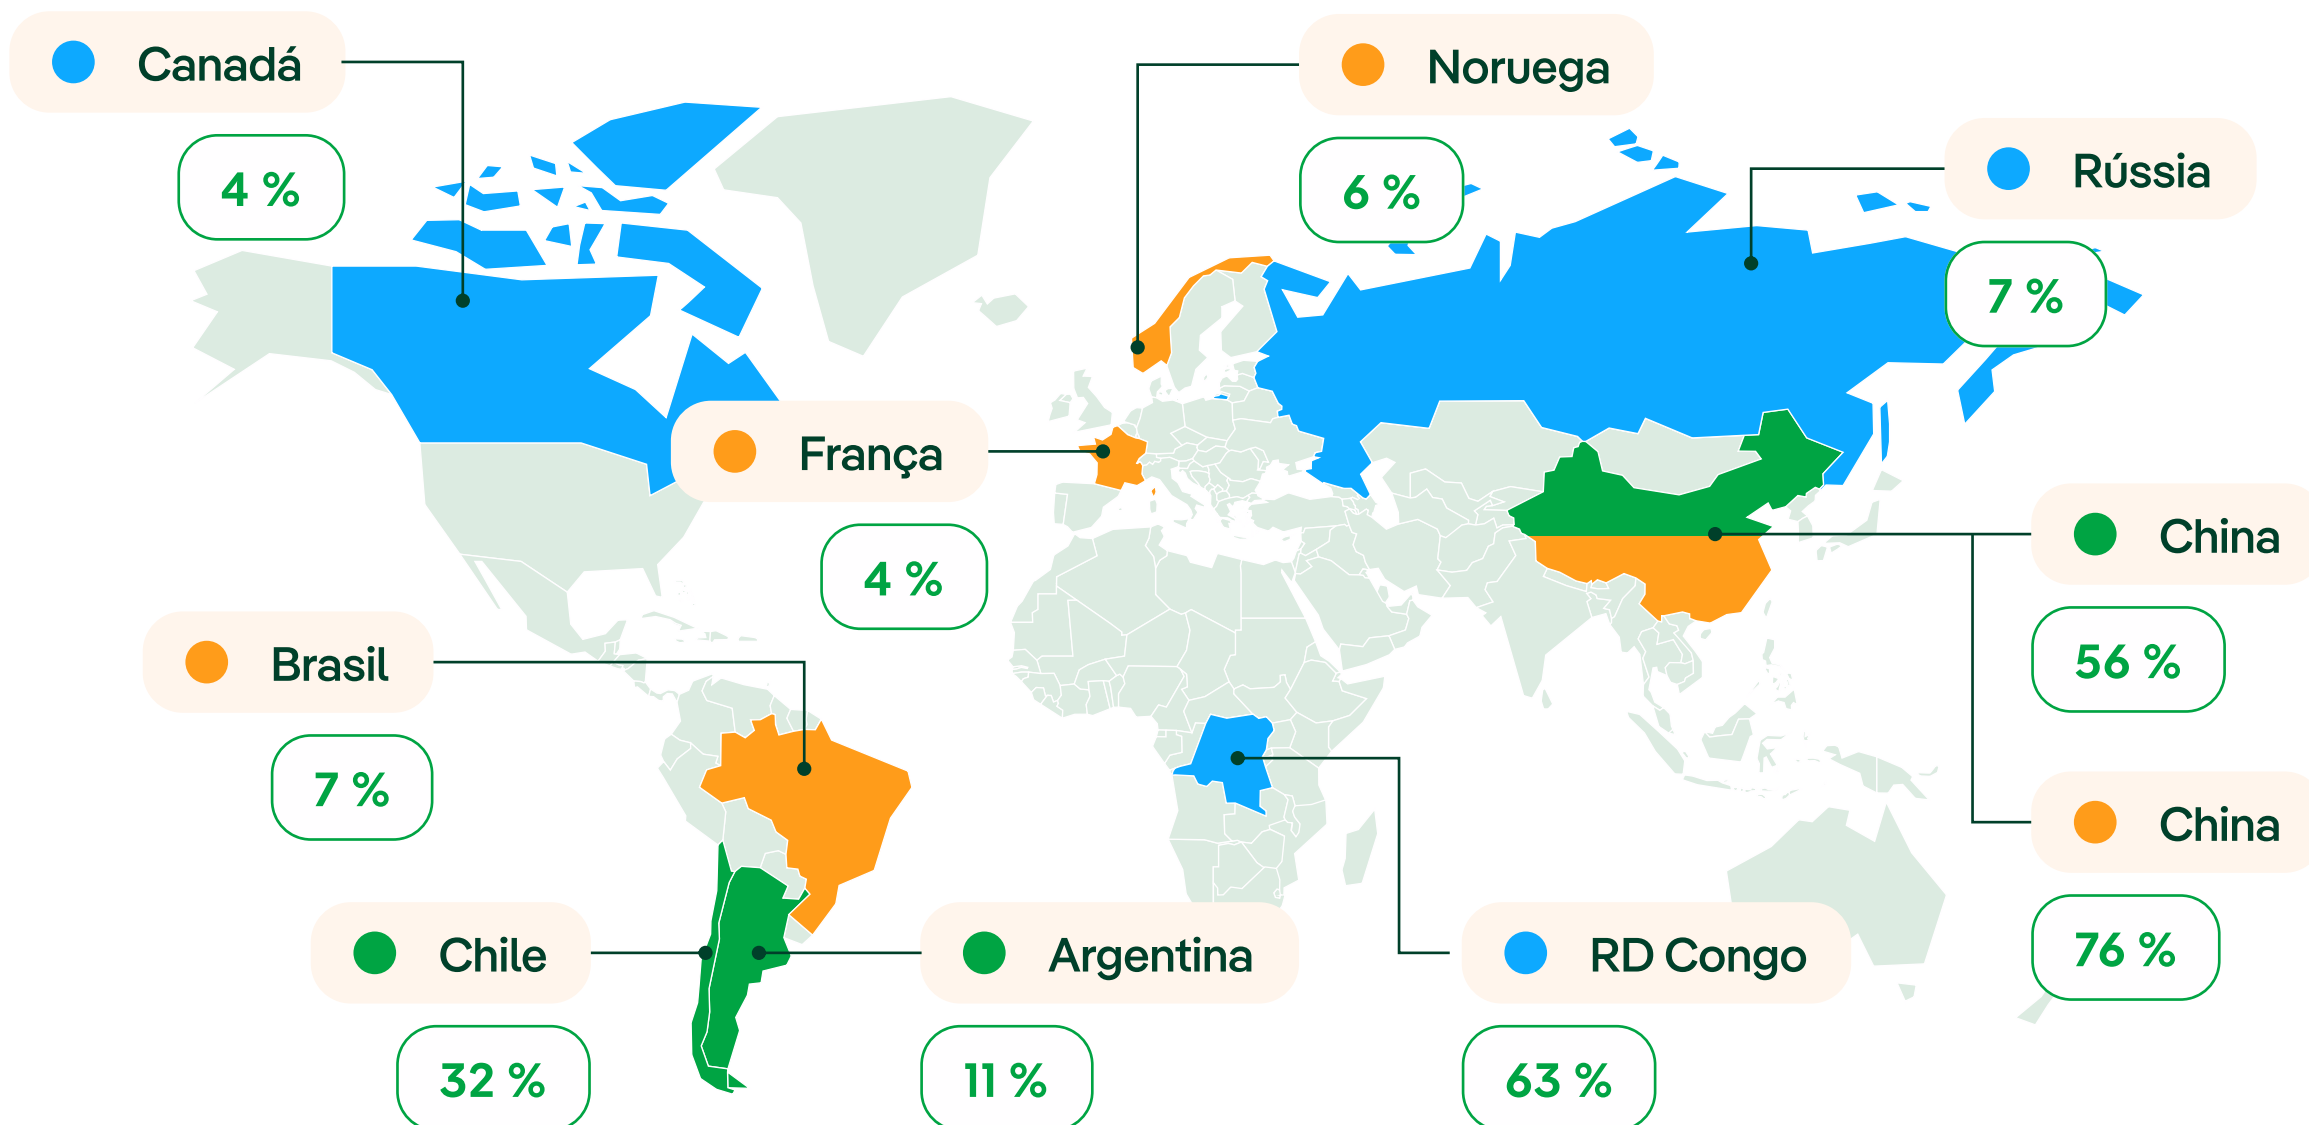 Canadá
4 %
Noruega
6 %
Rússia
7 %
França
4 %
China
56 %
Brasil
7 %
China
76 %
Chile
32 %
Argentina
11 %
RD Congo
63 %